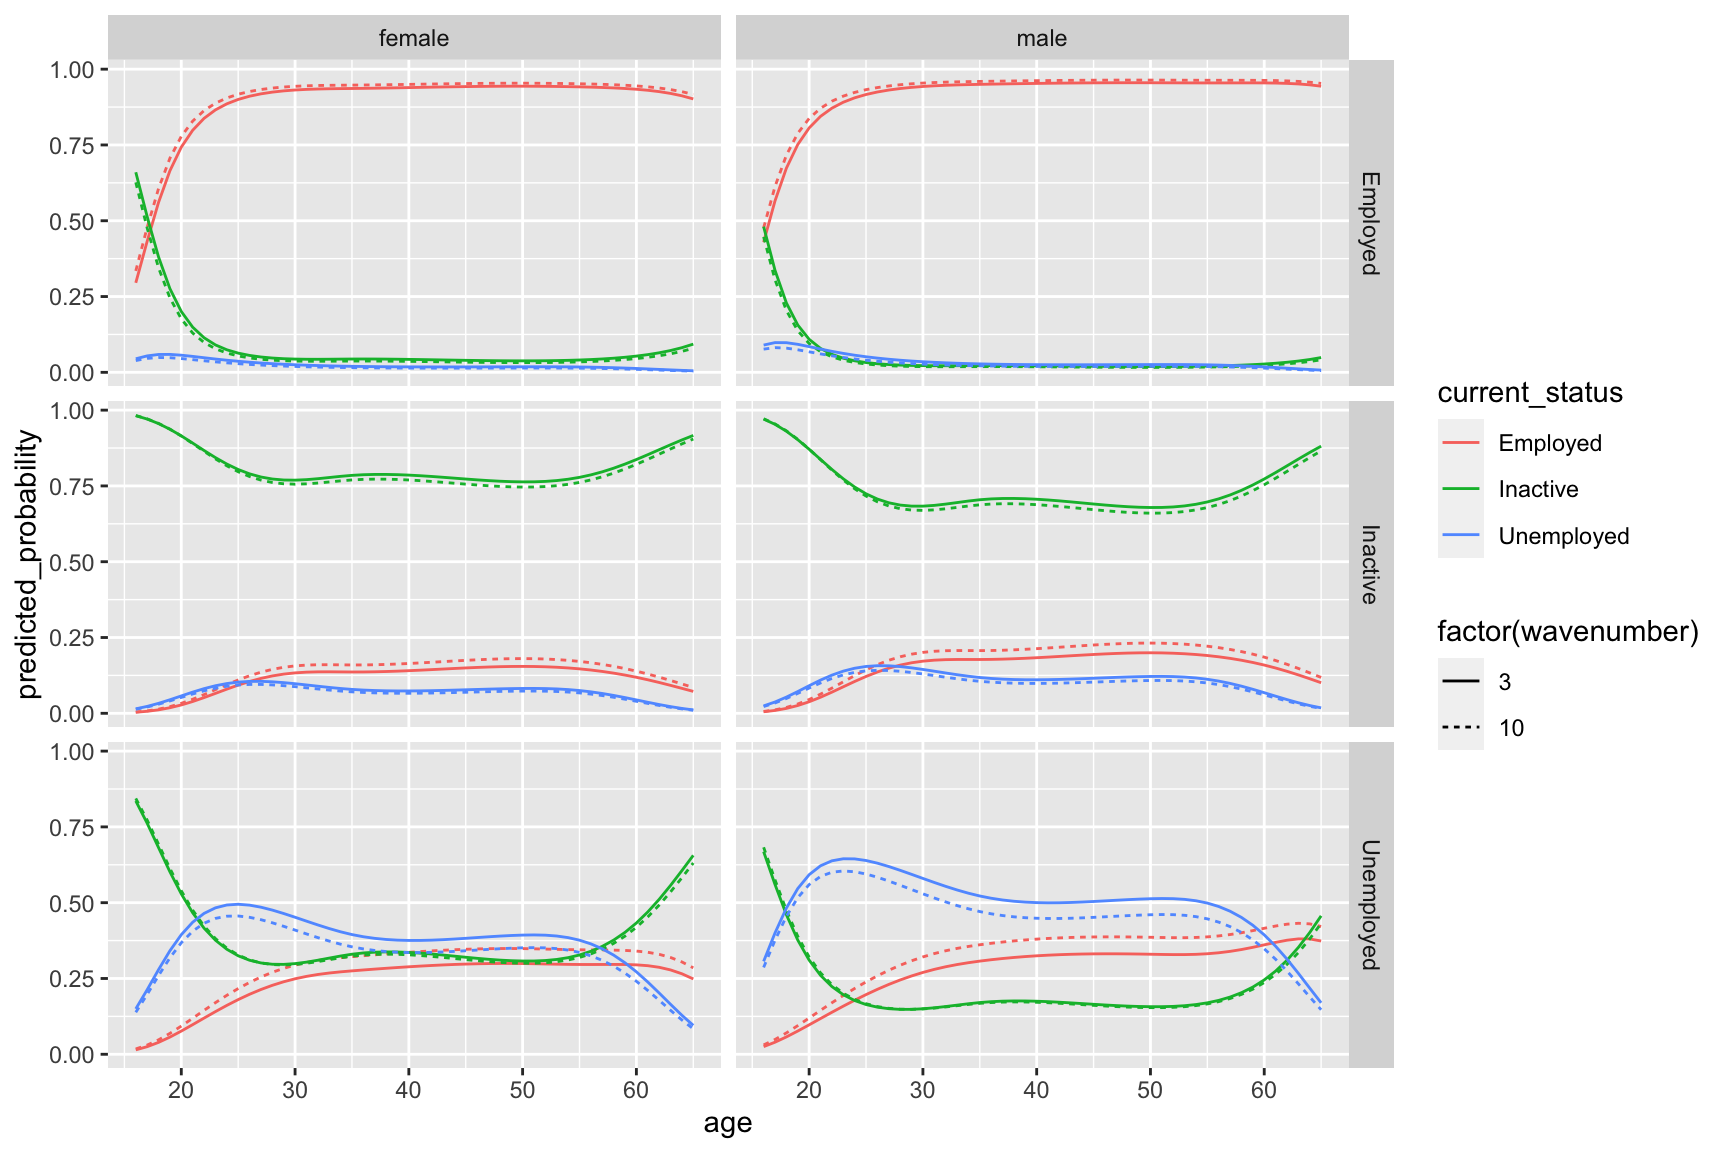 female
male
1.00
0.75
0.50
0.25
0.00
Employed
1.00
0.75
0.50
0.25
0.00
Inactive
1.00
0.75
0.50
0.25
0.00
Unemployed
20 30 40 50 60
20 30 40 50 60
age
predicted_probability
current_status
Employed
Inactive
Unemployed
factor(wavenumber)
3
10